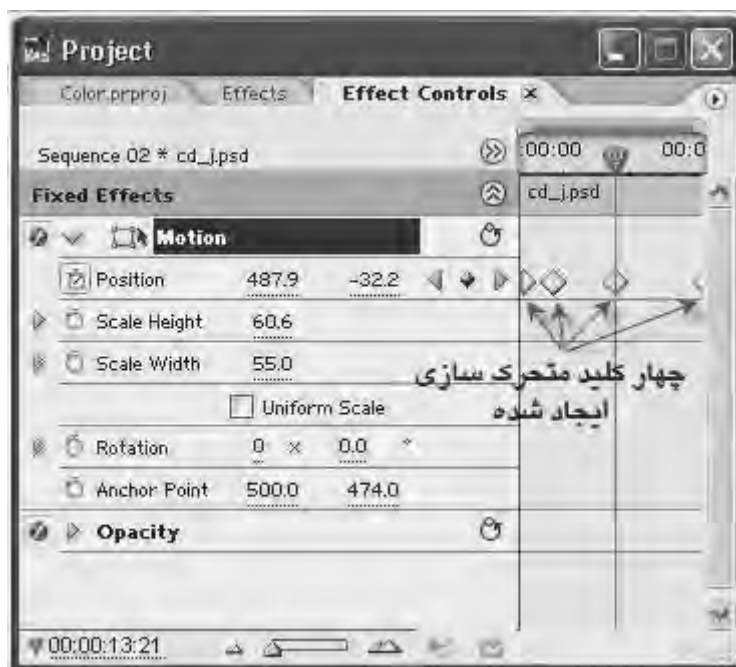 Project
Color.prproj Effects Effect Controls ×
Sequence 02 * cd_j.psd :00:00 00:0
Fixed Effects cd_j.psd
Motion
Position 487.9 -32.2
Scale Height 60.6
Scale Width 55.0
چهار کلید متحرک سازی
ایجاد شده
Uniform Scale
Rotation 0 × 0.0 °
Anchor Point 500.0 474.0
Opacity
00:00:13:21